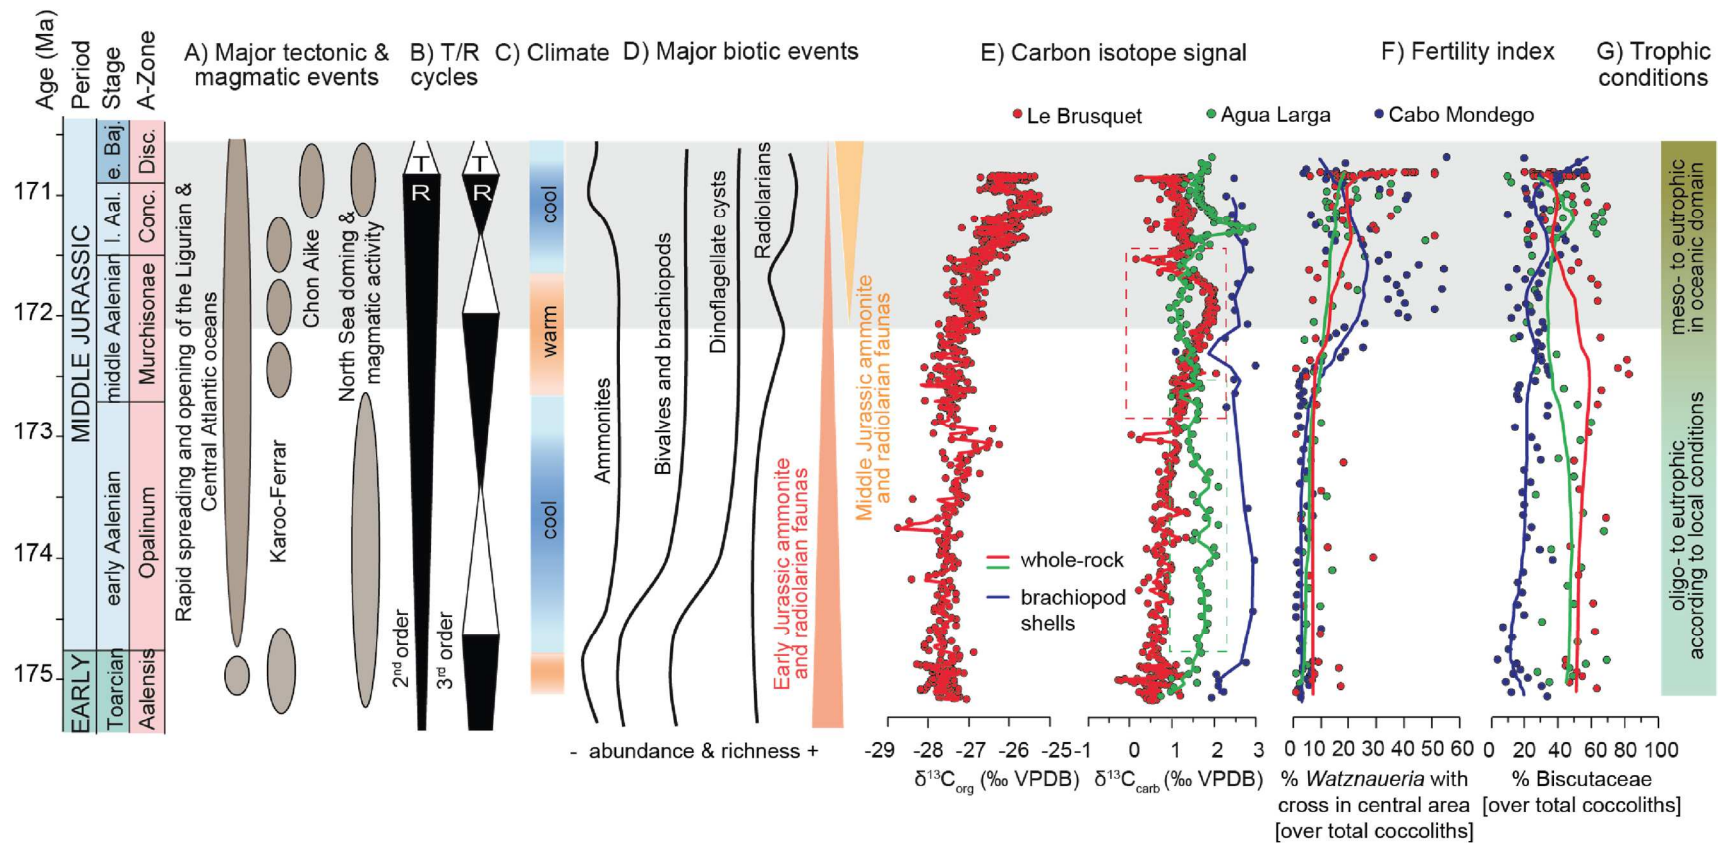 Age (Ma)
Period
Stage
A-Zone
A) Major tectonic &
magmatic events
B) T/R
cycles
C) Climate
D) Major biotic events
E) Carbon isotope signal
F) Fertility index
G) Trophic
conditions
Le Brusquet
Agua Larga
Cabo Mondego
171
172
173
174
175
MIDDLE JURASSIC
EARLY
e. Baj.
l. Aal.
middle Aalenian
early Aalenian
Toarcian
Disc.
Conc.
Murchisonae
Opalinum
Aalensis
Rapid spreading and opening of the Ligurian &
Central Atlantic oceans
Karoo-Ferrar
Chon Aike
North Sea doming &
magmatic activity
T
R
T
R
2nd order
3rd order
cool
warm
cool
Ammonites
Bivalves and brachiopods
Dinoflagellate cysts
Radiolarians
- abundance & richness +
Early Jurassic ammonite
and radiolarian faunas
Middle Jurassic ammonite
and radiolarian faunas
whole-rock
brachiopod
shells
meso- to eutrophic
in oceanic domain
oligo- to eutrophic
according to local conditions
-29 -28 -27 -26 -25
δ13Corg (‰ VPDB)
-1 0 1 2 3
δ13Ccarb (‰ VPDB)
0 10 20 30 40 50 60
% Watznaueria with
cross in central area
[over total coccoliths]
0 20 40 60 80 100
% Biscutaceae
[over total coccoliths]